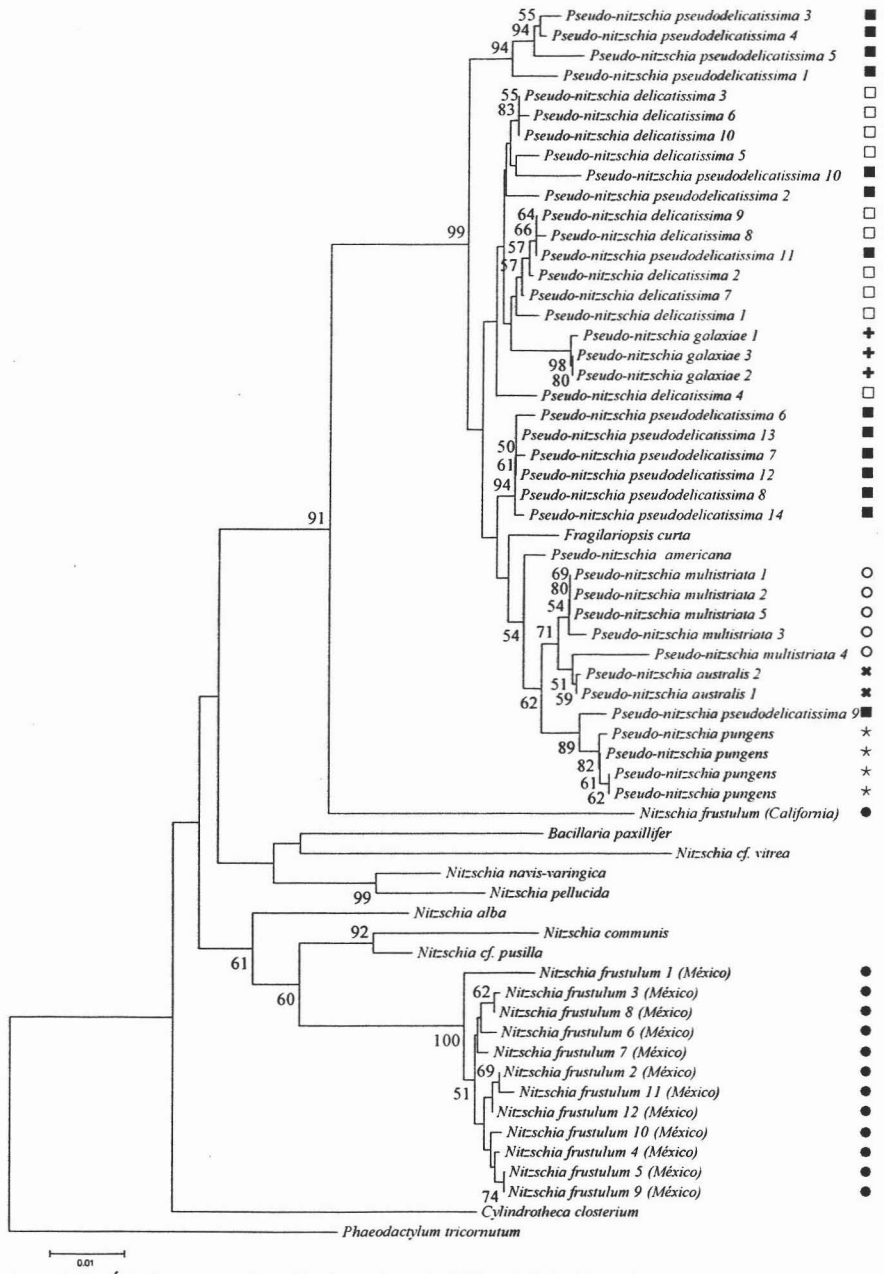 55 Pseudo-nitzschia pseudodelicatissima 3
94 Pseudo-nitzschia pseudodelicatissima 4
94 Pseudo-nitzschia pseudodelicatissima 5
Pseudo-nitzschia pseudodelicatissima 1
55 Pseudo-nitzschia delicatissima 3
83 Pseudo-nitzschia delicatissima 6
Pseudo-nitzschia delicatissima 10
Pseudo-nitzschia delicatissima 5
Pseudo-nitzschia pseudodelicatissima 10
Pseudo-nitzschia pseudodelicatissima 2
64 Pseudo-nitzschia delicatissima 9
99 66 Pseudo-nitzschia delicatissima 8
57 Pseudo-nitzschia pseudodelicatissima 11
57 Pseudo-nitzschia delicatissima 2
Pseudo-nitzschia delicatissima 7
Pseudo-nitzschia delicatissima 1
Pseudo-nitzschia galaxiae 1
98 Pseudo-nitzschia galaxiae 3
80 Pseudo-nitzschia galaxiae 2
Pseudo-nitzschia delicatissima 4
Pseudo-nitzschia pseudodelicatissima 6
50 Pseudo-nitzschia pseudodelicatissima 13
61 Pseudo-nitzschia pseudodelicatissima 7
94 Pseudo-nitzschia pseudodelicatissima 12
Pseudo-nitzschia pseudodelicatissima 8
91 Pseudo-nitzschia pseudodelicatissima 14
Fragilariopsis curta
Pseudo-nitzschia americana
69 Pseudo-nitzschia multistriata 1
80 Pseudo-nitzschia multistriata 2
54 Pseudo-nitzschia multistriata 5
54 71 Pseudo-nitzschia multistriata 3
Pseudo-nitzschia multistriata 4
51 Pseudo-nitzschia australis 2
62 59 Pseudo-nitzschia australis 1
Pseudo-nitzschia pseudodelicatissima 9
89 Pseudo-nitzschia pungens
82 Pseudo-nitzschia pungens
61 Pseudo-nitzschia pungens
62 Pseudo-nitzschia pungens
Nitzschia frustulum (California)
Bacillaria paxillifer
Nitzschia cf. vitrea
Nitzschia navis-varingica
99 Nitzschia pellucida
Nitzschia alba
92 Nitzschia communis
61 Nitzschia cf. pusilla
60 Nitzschia frustulum 1 (México)
62 Nitzschia frustulum 3 (México)
Nitzschia frustulum 8 (México)
100 Nitzschia frustulum 6 (México)
Nitzschia frustulum 7 (México)
69 Nitzschia frustulum 2 (México)
51 Nitzschia frustulum 11 (México)
Nitzschia frustulum 12 (México)
Nitzschia frustulum 10 (México)
Nitzschia frustulum 4 (México)
Nitzschia frustulum 5 (México)
74 Nitzschia frustulum 9 (México)
Cylindrotheca closterium
Phaeodactylum tricornutum
0.01